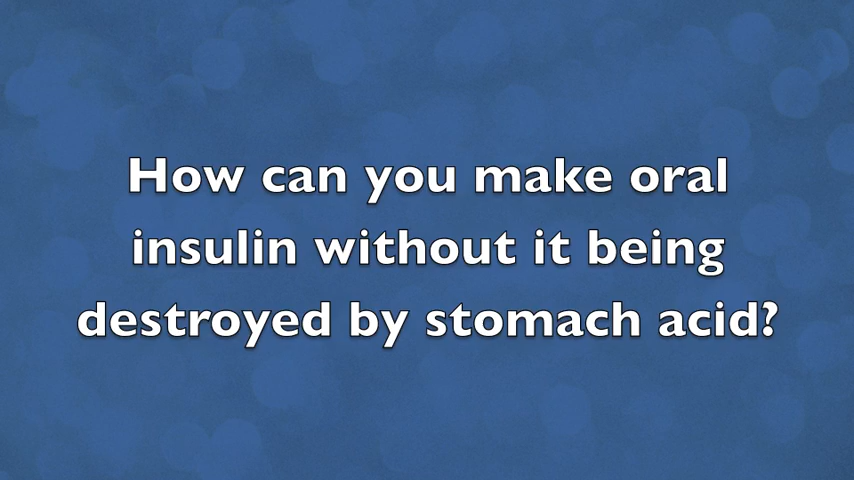 How can you make oral
insulin without it being
destroyed by stomach acid?